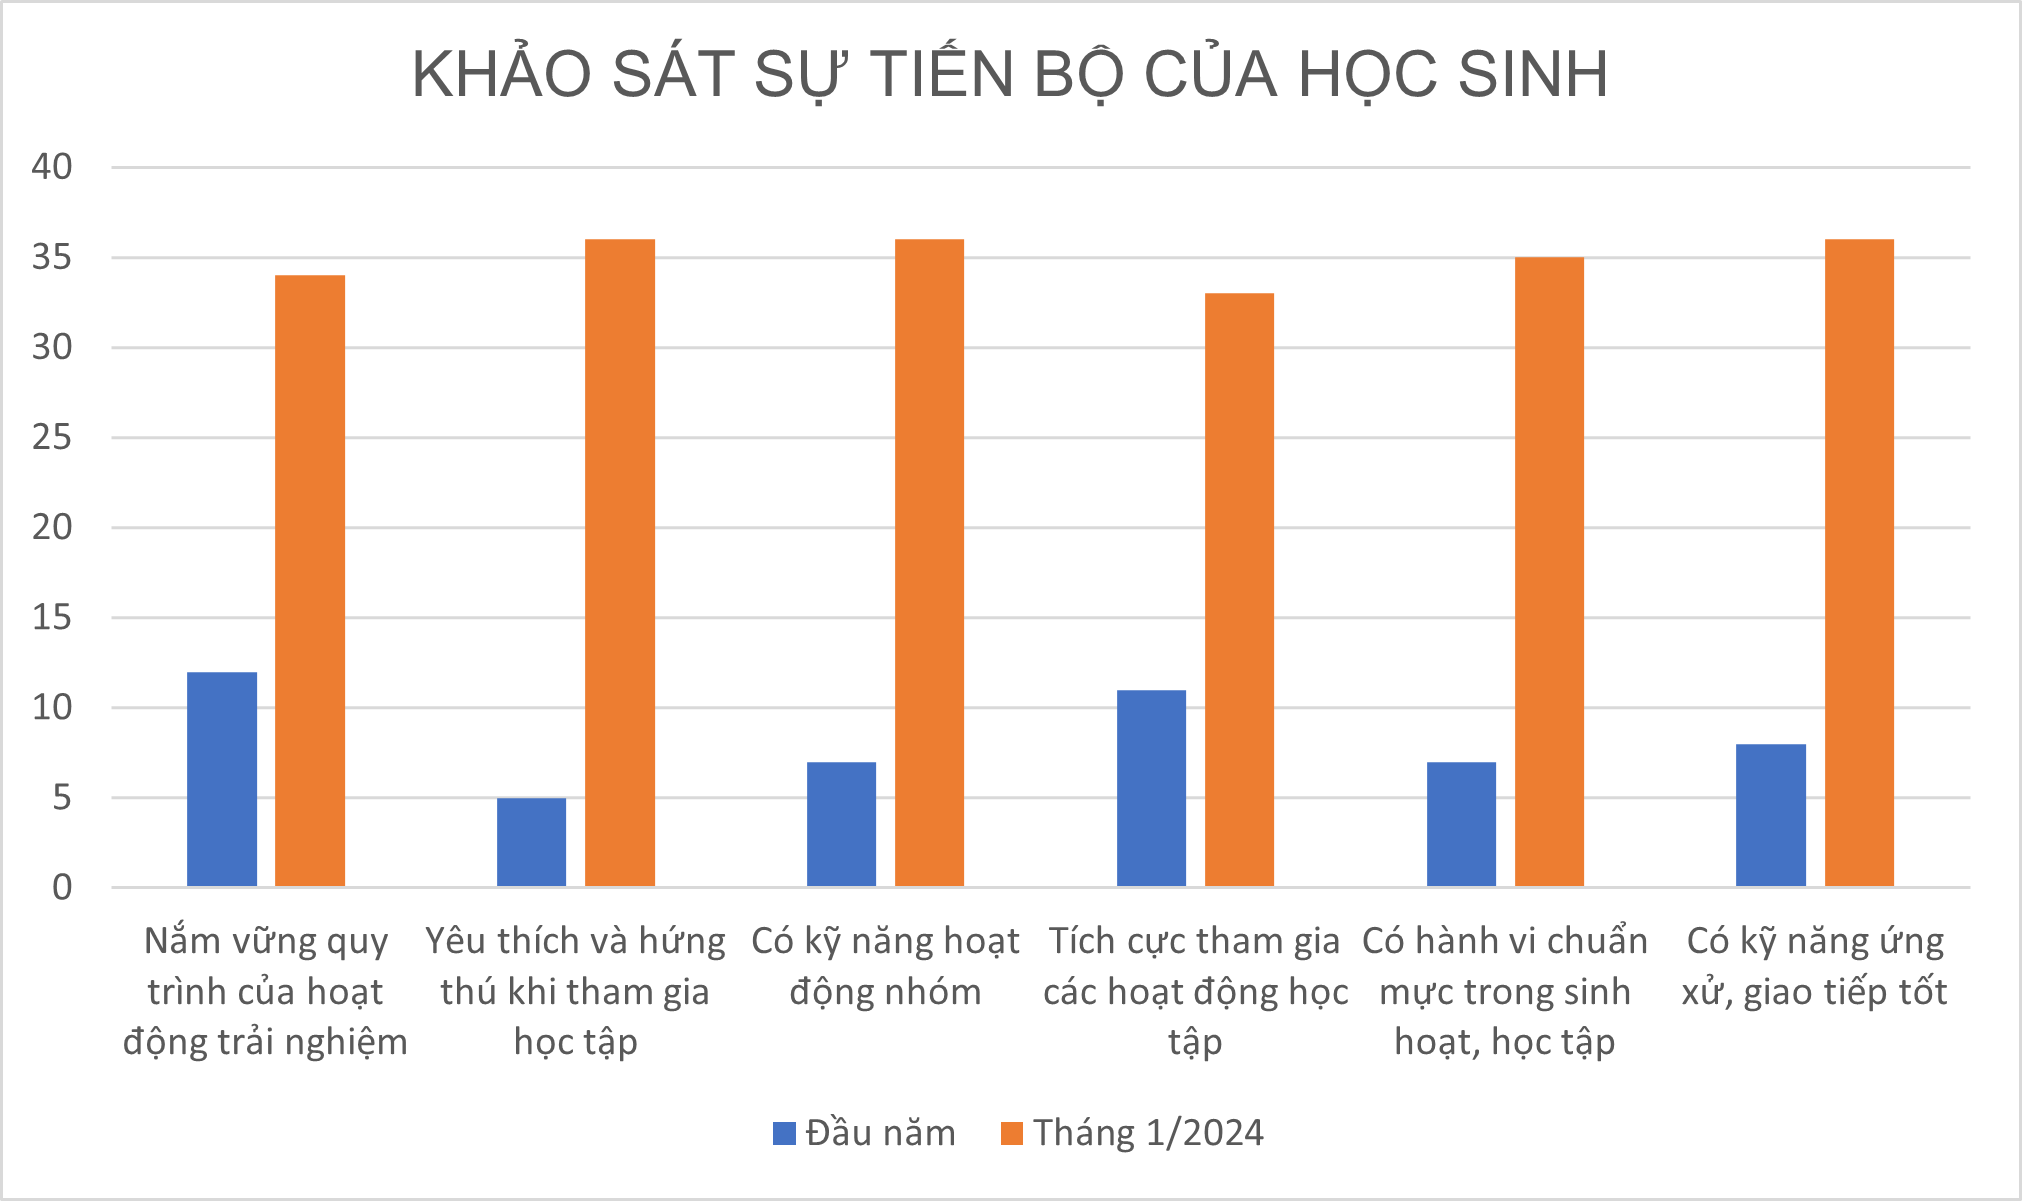 KHẢO SÁT SỰ TIẾN BỘ CỦA HỌC SINH
40
35
30
25
20
15
10
5
0
Nắm vững quy
trình của hoạt
động trải nghiệm
Yêu thích và hứng
thú khi tham gia
học tập
Có kỹ năng hoạt
động nhóm
Tích cực tham gia
các hoạt động học
tập
Có hành vi chuẩn
mực trong sinh
hoạt, học tập
Có kỹ năng ứng
xử, giao tiếp tốt
Đầu năm
Tháng 1/2024